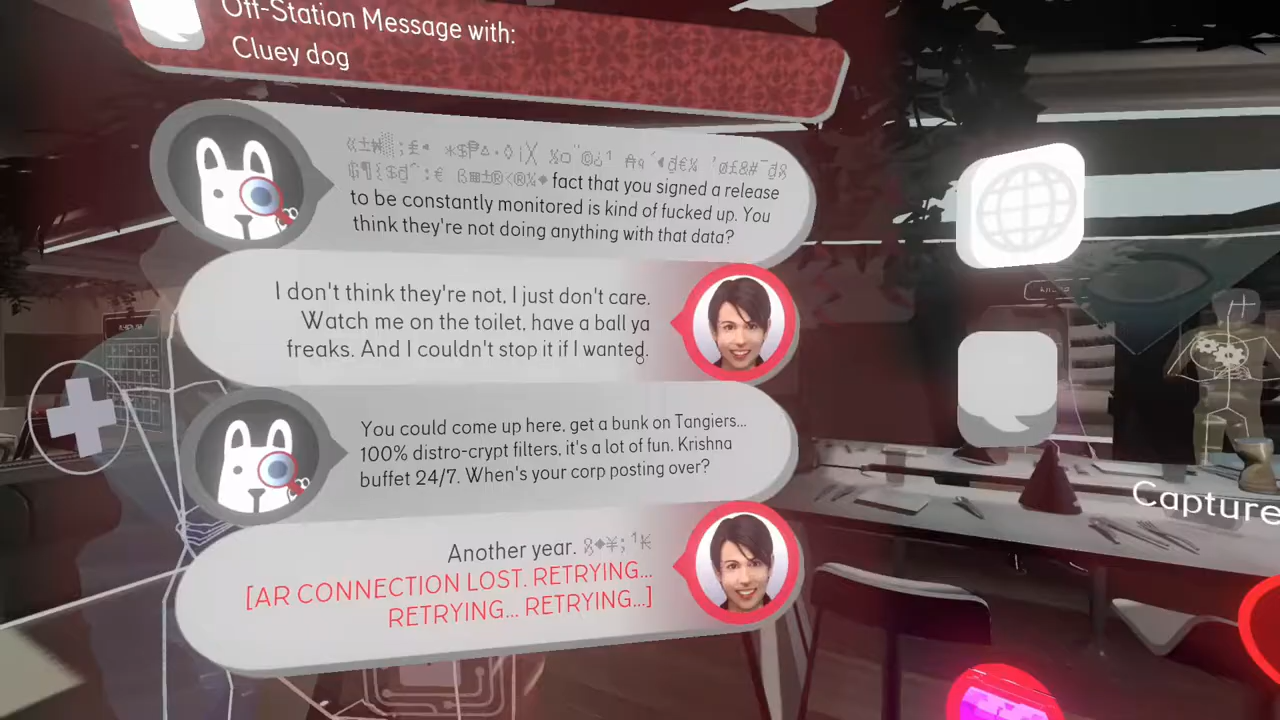 Off-Station Message with:
Cluey dog
fact that you signed a release
to be constantly monitored is kind of fucked up. You
think they're not doing anything with that data?
I don't think they're not, I just don't care.
Watch me on the toilet, have a ball ya
freaks. And I couldn't stop it if I wanted.
You could come up here, get a bunk on Tangiers...
100% distro-crypt filters, it's a lot of fun. Krishna
buffet 24/7. When's your corp posting over?
Another year.
[AR CONNECTION LOST. RETRYING...
RETRYING... RETRYING...]
Capture